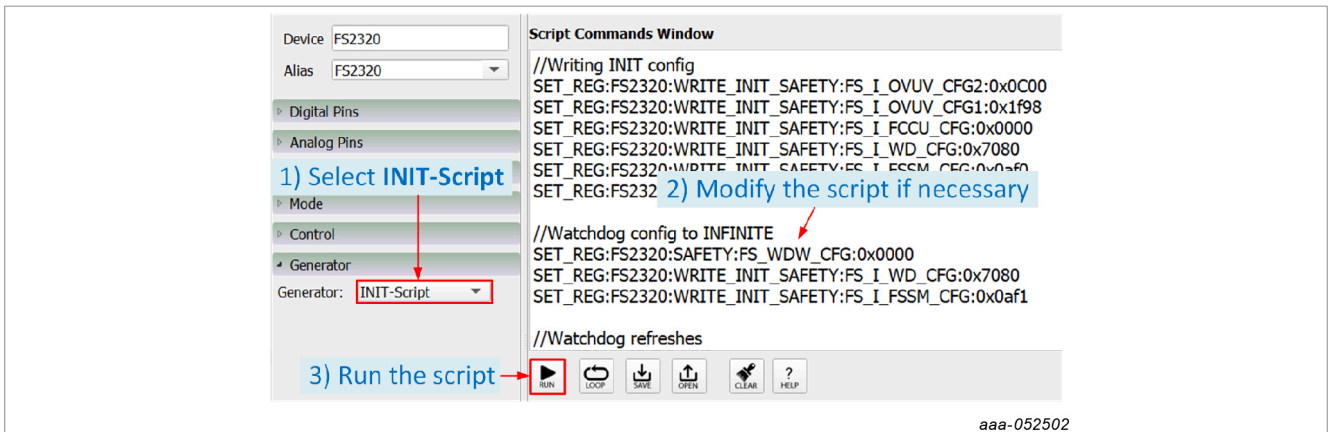 Device FS2320
Alias FS2320
Digital Pins
Analog Pins
1) Select INIT-Script
Mode
Control
Generator
Generator: INIT-Script
Script Commands Window
//Writing INIT config
SET_REG:FS2320:WRITE_INIT_SAFETY:FS_I_OVUV_CFG2:0x0C00
SET_REG:FS2320:WRITE_INIT_SAFETY:FS_I_OVUV_CFG1:0x1f98
SET_REG:FS2320:WRITE_INIT_SAFETY:FS_I_FCCU_CFG:0x0000
SET_REG:FS2320:WRITE_INIT_SAFETY:FS_I_WD_CFG:0x7080
SET_REG:FS2320:WRITE_INIT_SAFETY:FS_I_FSSM_CFG:0x0af0
SET_REG:FS232
2) Modify the script if necessary
//Watchdog config to INFINITE
SET_REG:FS2320:SAFETY:FS_WDW_CFG:0x0000
SET_REG:FS2320:WRITE_INIT_SAFETY:FS_I_WD_CFG:0x7080
SET_REG:FS2320:WRITE_INIT_SAFETY:FS_I_FSSM_CFG:0x0af1
//Watchdog refreshes
3) Run the script
RUN LOOP SAVE OPEN CLEAR ? HELP
aaa-052502